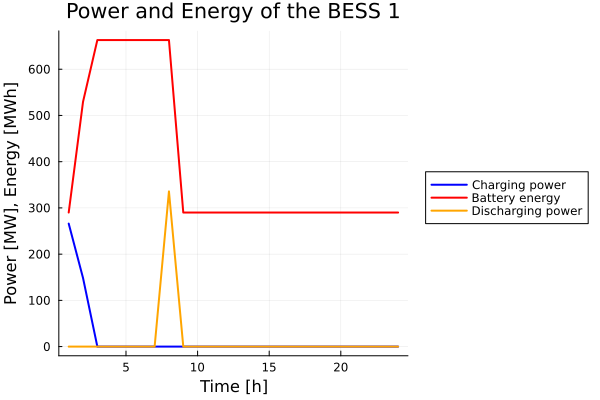 Power and Energy of the BESS 1
Power [MW], Energy [MWh]
600
500
400
300
200
100
0
5
10
15
20
Time [h]
Charging power
Battery energy
Discharging power